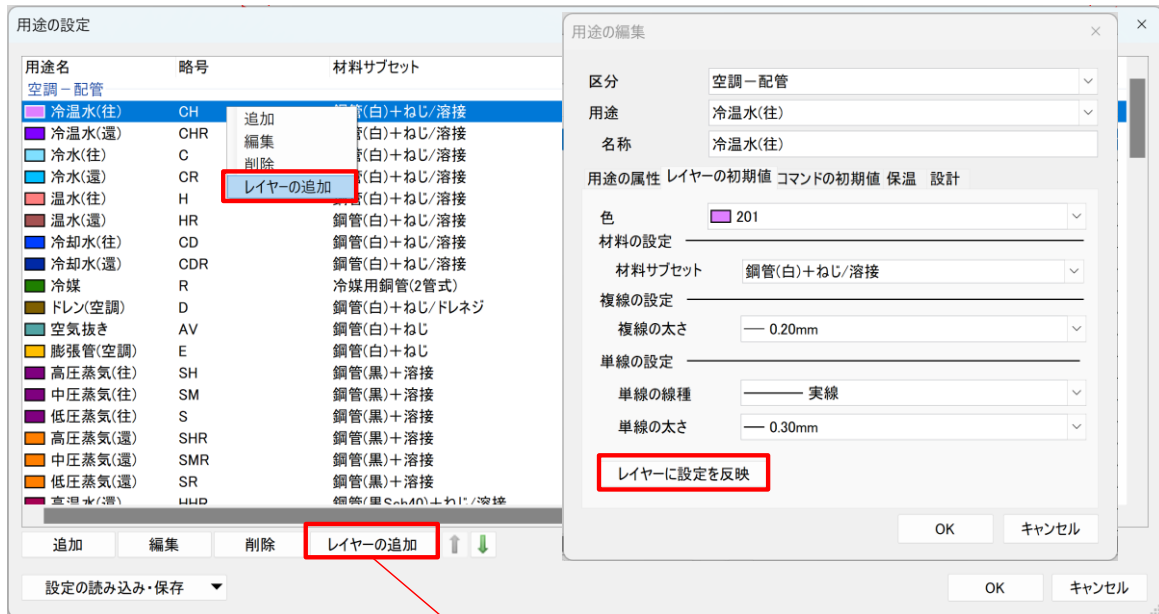 用途の設定
用途名 略号 材料サブセット
空調－配管
冷温水(往) CH 鋼管(白)＋ねじ/溶接
冷温水(還) CHR 管(白)＋ねじ/溶接
冷水(往) C 管(白)＋ねじ/溶接
冷水(還) CR 管(白)＋ねじ/溶接
温水(往) H 管(白)＋ねじ/溶接
温水(還) HR 鋼管(白)＋ねじ/溶接
冷却水(往) CD 鋼管(白)＋ねじ/溶接
冷却水(還) CDR 鋼管(白)＋ねじ/溶接
冷媒 R 冷媒用銅管(2管式)
ドレン(空調) D 鋼管(白)＋ねじ/ドレネジ
空気抜き AV 鋼管(白)＋ねじ
膨張管(空調) E 鋼管(白)＋ねじ
高圧蒸気(往) SH 鋼管(黒)＋溶接
中圧蒸気(往) SM 鋼管(黒)＋溶接
低圧蒸気(往) S 鋼管(黒)＋溶接
高圧蒸気(還) SHR 鋼管(黒)＋溶接
中圧蒸気(還) SMR 鋼管(黒)＋溶接
低圧蒸気(還) SR 鋼管(黒)＋溶接
高温水(還) HHR 鋼管(黒Sch40)＋ねじ/溶接
追加
編集
削除
レイヤーの追加
追加 編集 削除 レイヤーの追加
設定の読み込み・保存
OK キャンセル
用途の編集
区分 空調－配管
用途 冷温水(往)
名称 冷温水(往)
用途の属性 レイヤーの初期値 コマンドの初期値 保温 設計
色 201
材料の設定
材料サブセット 鋼管(白)＋ねじ/溶接
複線の設定
複線の太さ 0.20mm
単線の設定
単線の線種 実線
単線の太さ 0.30mm
レイヤーに設定を反映
OK キャンセル